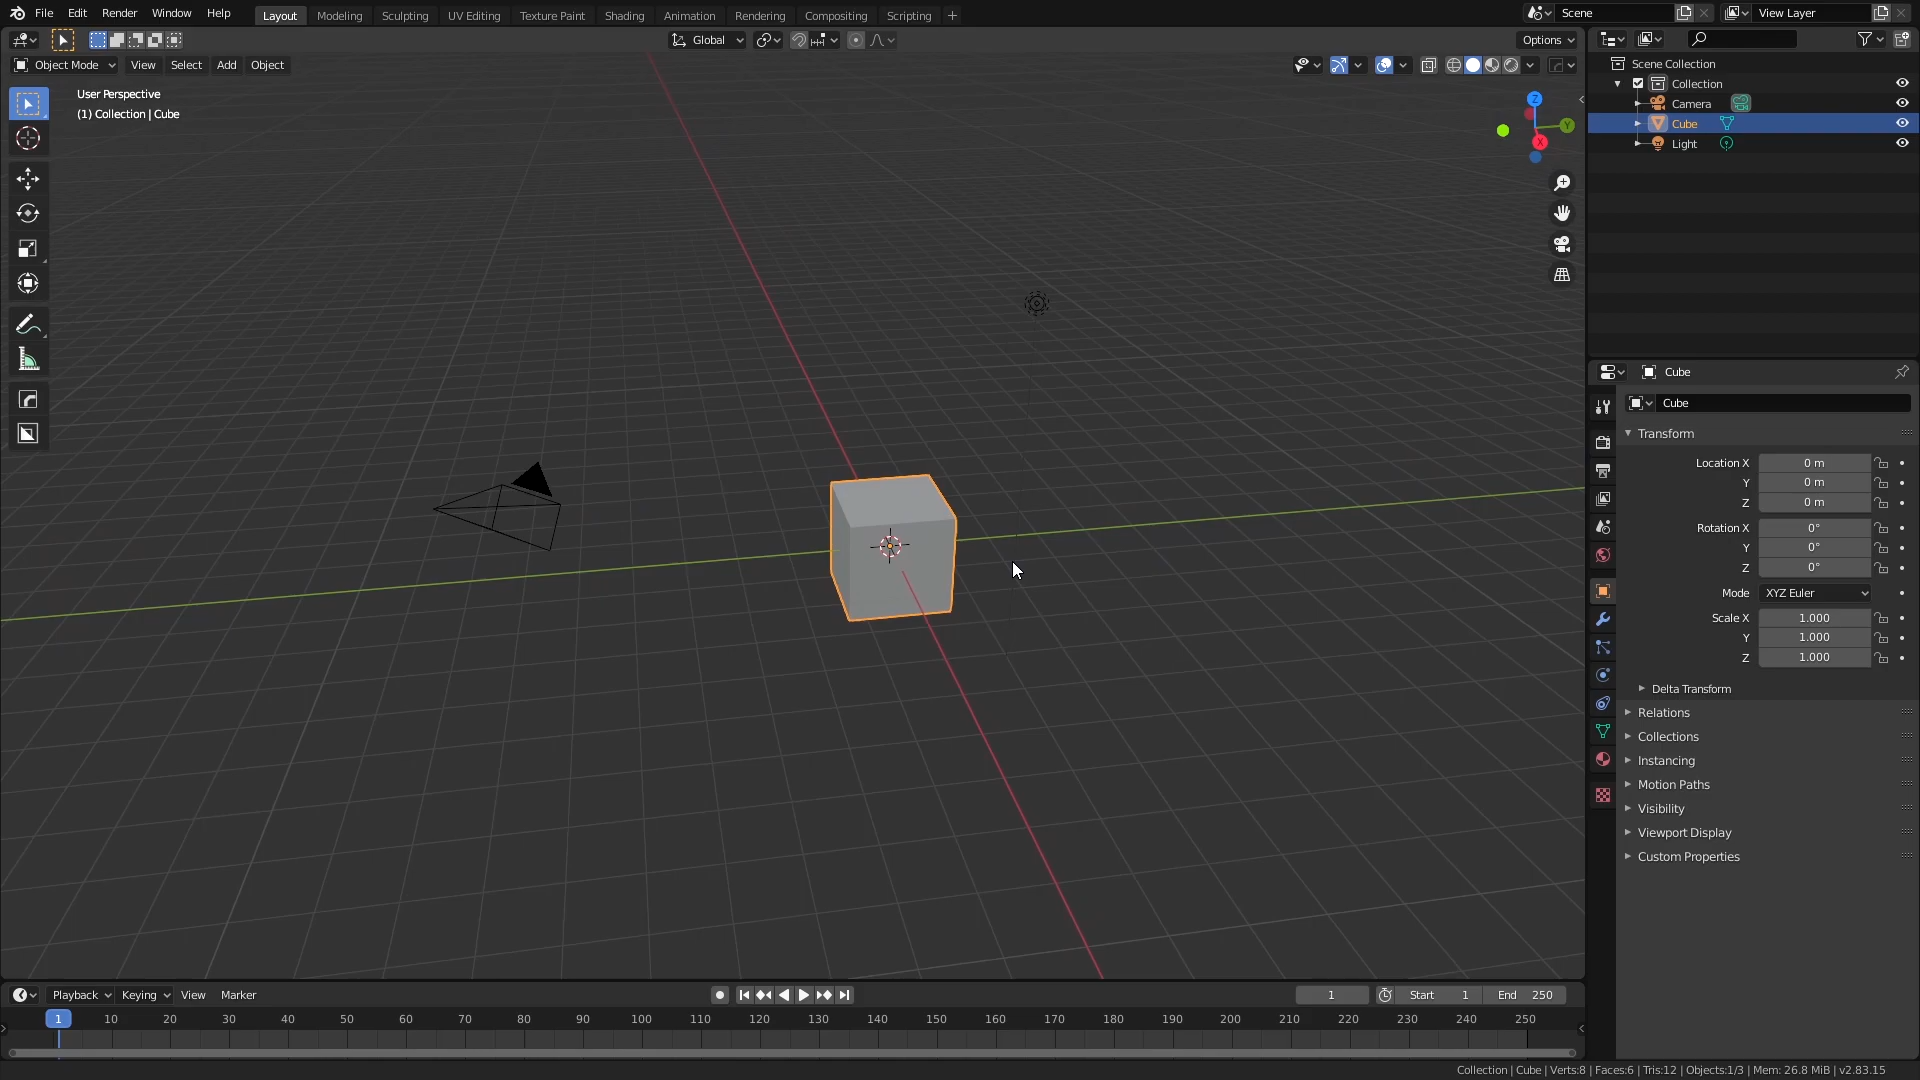 File Edit Render Window Help Layout Modeling Sculpting UV Editing Texture Paint Shading Animation Rendering Compositing Scripting + Scene View Layer
Global Options
Object Mode View Select Add Object
User Perspective
(1) Collection | Cube
Z
Y
X
Scene Collection
Collection
Camera
Cube
Light
Cube
Cube
Transform
Location X 0 m
Y 0 m
Z 0 m
Rotation X 0°
Y 0°
Z 0°
Mode XYZ Euler
Scale X 1.000
Y 1.000
Z 1.000
Delta Transform
Relations
Collections
Instancing
Motion Paths
Visibility
Viewport Display
Custom Properties
Playback Keying View Marker 1 Start 1 End 250
1 10 20 30 40 50 60 70 80 90 100 110 120 130 140 150 160 170 180 190 200 210 220 230 240 250
Collection | Cube | Verts:8 | Faces:6 | Tris:12 | Objects:1/3 | Mem: 26.8 MiB | v2.83.15